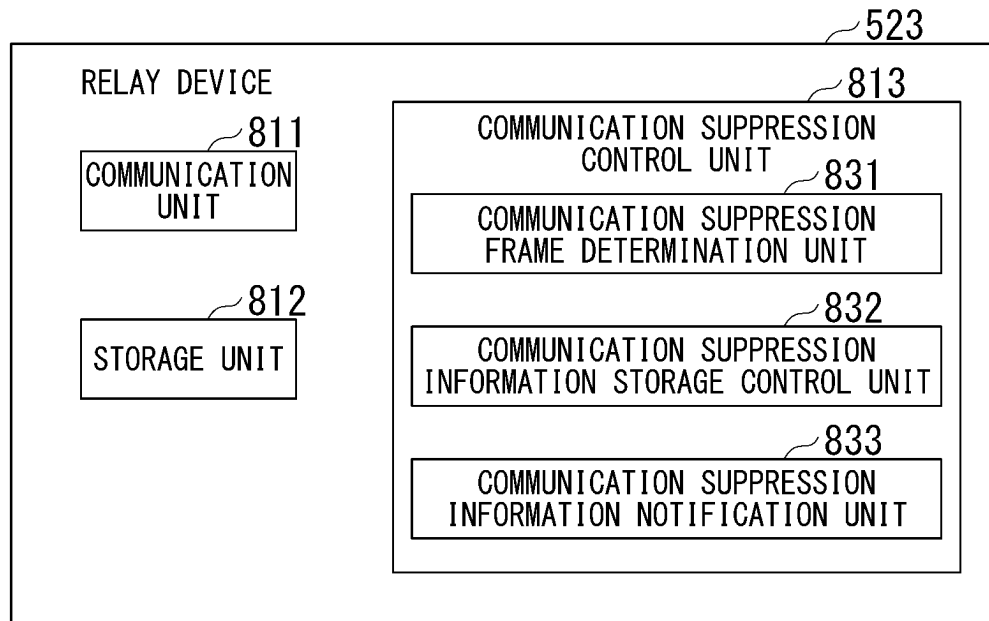 523
RELAY DEVICE
811
COMMUNICATION
UNIT
812
STORAGE UNIT
813
COMMUNICATION SUPPRESSION
CONTROL UNIT
831
COMMUNICATION SUPPRESSION
FRAME DETERMINATION UNIT
832
COMMUNICATION SUPPRESSION
INFORMATION STORAGE CONTROL UNIT
833
COMMUNICATION SUPPRESSION
INFORMATION NOTIFICATION UNIT